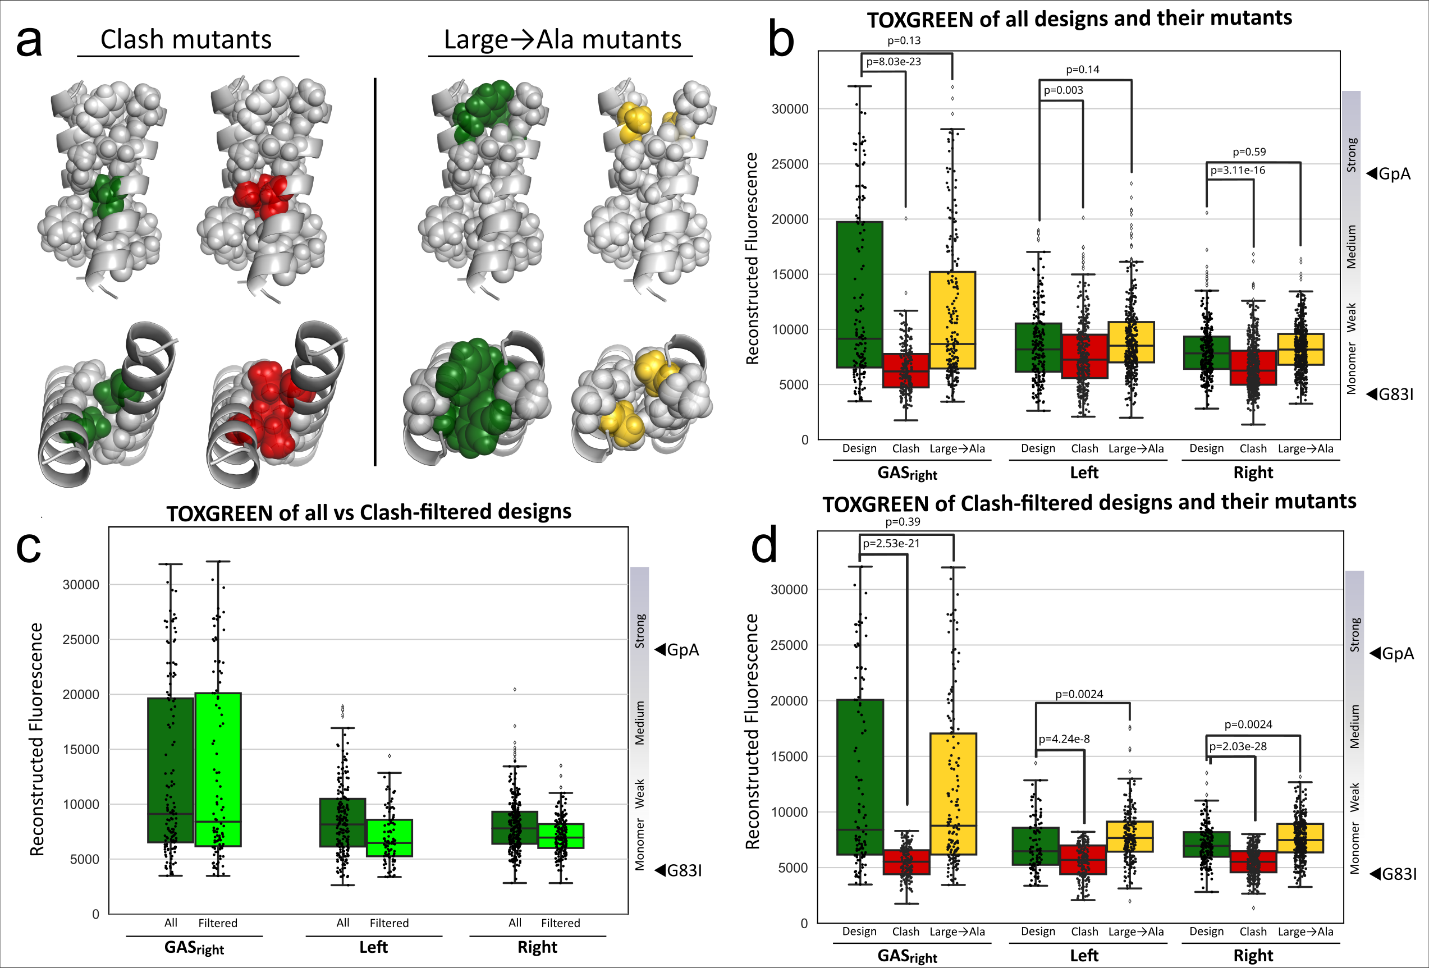 a
Clash mutants
Large→Ala mutants
b
TOXGREEN of all designs and their mutants
p=0.13
p=8.03e-23
p=0.14
p=0.003
p=0.59
p=3.11e-16
Reconstructed Fluorescence
30000
25000
20000
15000
10000
5000
0
Strong
Medium
Weak
Monomer
◀GpA
◀G83I
Design Clash Large→Ala Design Clash Large→Ala Design Clash Large→Ala
GASright Left Right
c
TOXGREEN of all vs Clash-filtered designs
Reconstructed Fluorescence
30000
25000
20000
15000
10000
5000
0
Strong
Medium
Weak
Monomer
◀GpA
◀G83I
All Filtered All Filtered All Filtered
GASright Left Right
d
TOXGREEN of Clash-filtered designs and their mutants
p=0.39
p=2.53e-21
p=0.0024
p=4.24e-8
p=0.0024
p=2.03e-28
Reconstructed Fluorescence
30000
25000
20000
15000
10000
5000
0
Strong
Medium
Weak
Monomer
◀GpA
◀G83I
Design Clash Large→Ala Design Clash Large→Ala Design Clash Large→Ala
GASright Left Right